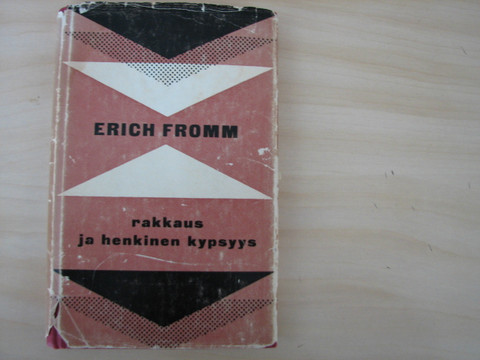 ERICH FROMM
rakkaus
ja henkinen kypsyys